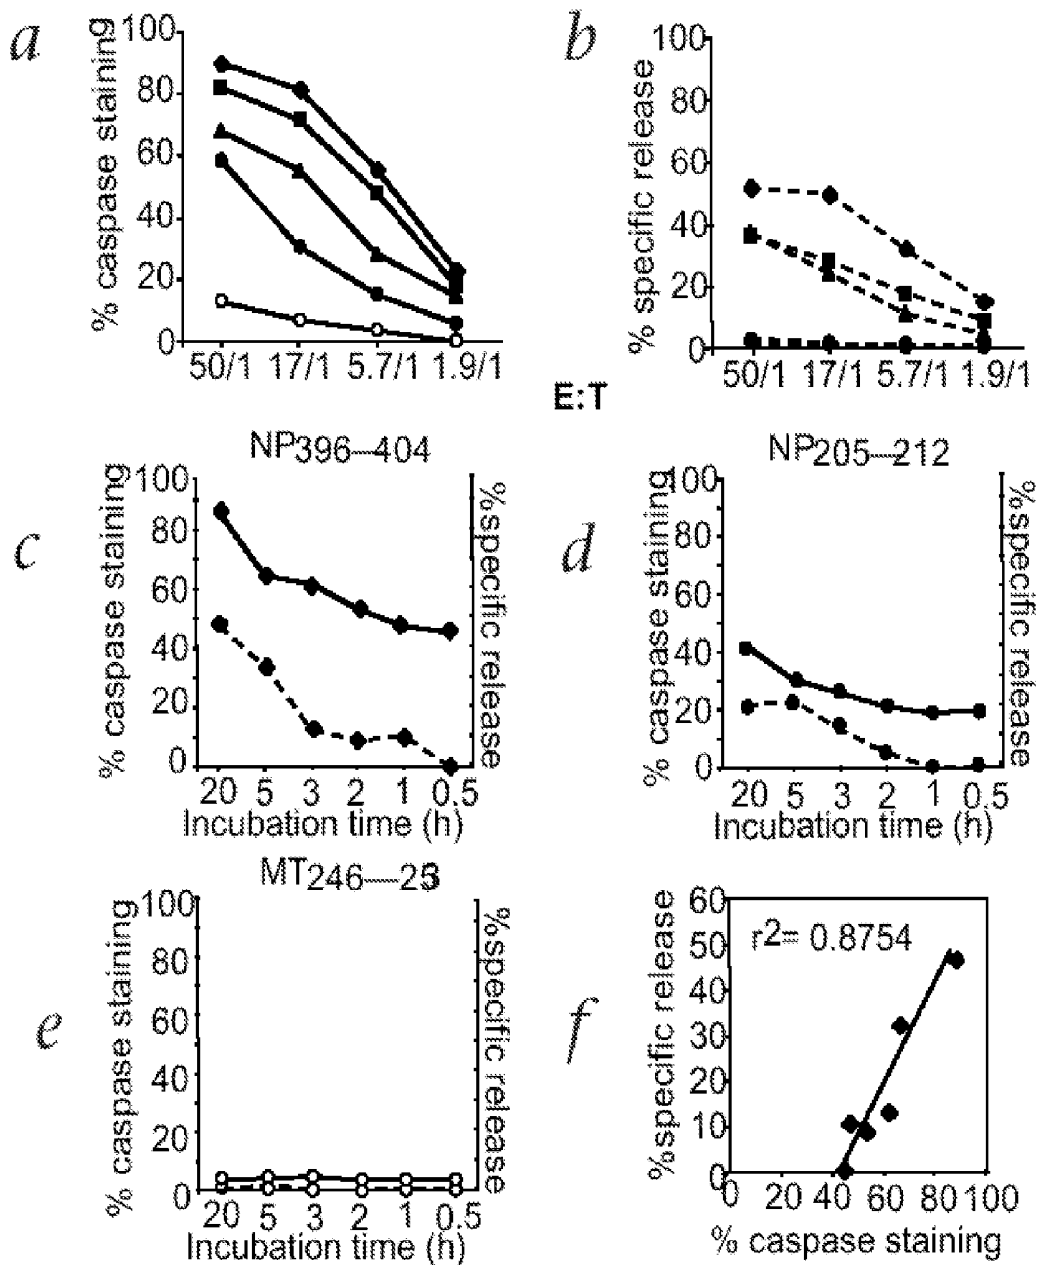 a
% caspase staining
100
80
60
40
20
0
50/1 17/1 5.7/1 1.9/1
b
% specific release
100
80
60
40
20
0
50/1 17/1 5.7/1 1.9/1
E:T
c
NP396–404
% caspase staining
100
80
60
40
20
0
%specific release
20 5 3 2 1 0.5
Incubation time (h)
d
NP205–212
% caspase staining
100
80
60
40
20
0
%specific release
20 5 3 2 1 0.5
Incubation time (h)
e
% caspase staining
100
80
60
40
20
0
%specific release
20 5 3 2 1 0.5
Incubation time (h)
f
%specific release
60
50
40
30
20
10
0
r2= 0.8754
0 20 40 60 80 100
% caspase staining